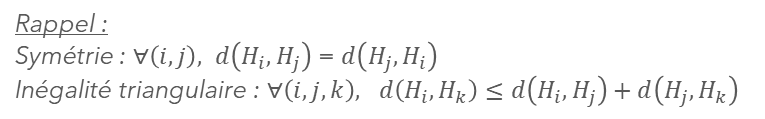 Rappel :
Symétrie : ∀(i,j), d(Hᵢ,Hⱼ) = d(Hⱼ,Hᵢ)
Inégalité triangulaire : ∀(i,j,k), d(Hᵢ,Hₖ) ≤ d(Hᵢ,Hⱼ) + d(Hⱼ,Hₖ)